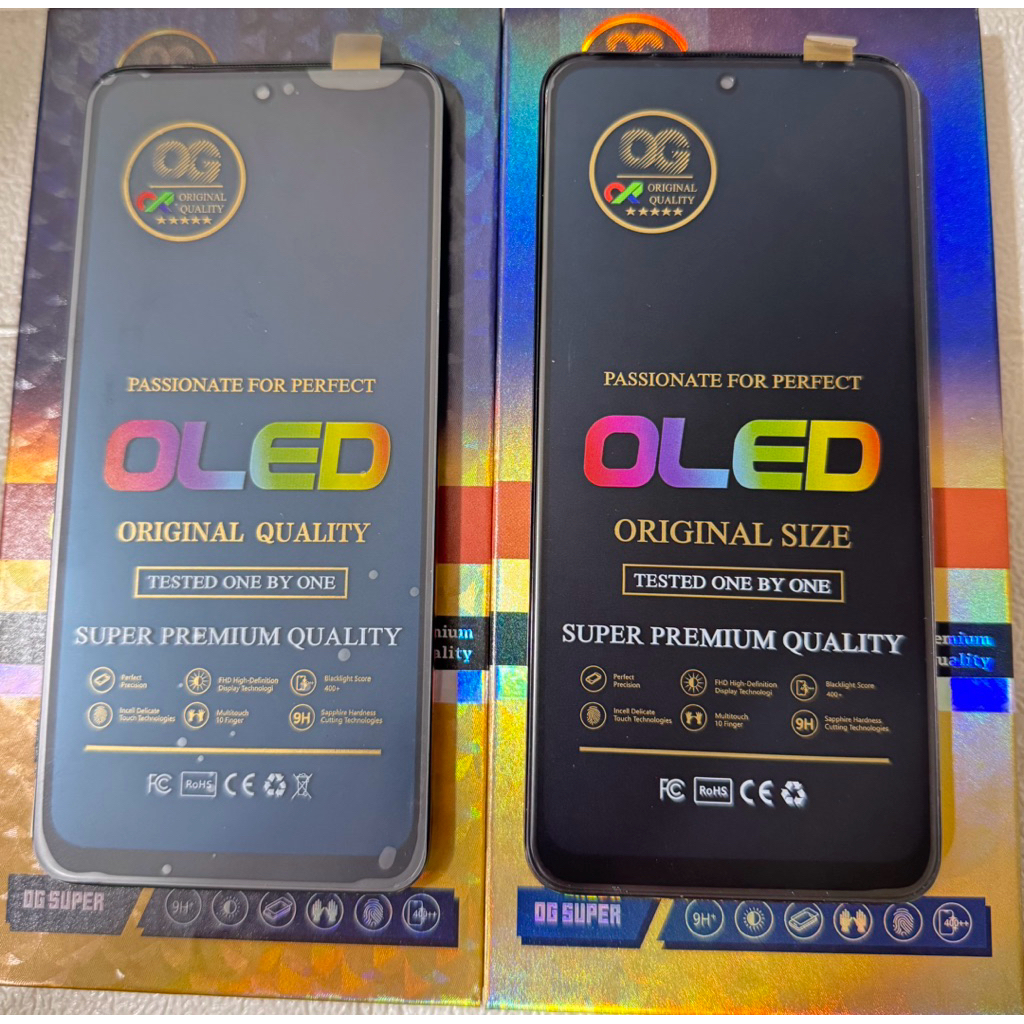 OG
ORIGINAL
QUALITY
PASSIONATE FOR PERFECT
OLED
ORIGINAL QUALITY
TESTED ONE BY ONE
SUPER PREMIUM QUALITY
Perfect
Precision
FHD High-Definition
Display Technologi
Blacklight Score
400+
Incell Delicate
Touch Technologies
Multitouch
10 Finger
9H
Sapphire Hardness
Cutting Technologies
FC RoHS CE
OG SUPER
9H+
400++
OG
ORIGINAL
QUALITY
PASSIONATE FOR PERFECT
OLED
ORIGINAL SIZE
TESTED ONE BY ONE
SUPER PREMIUM QUALITY
Perfect
Precision
FHD High-Definition
Display Technologi
Blacklight Score
400+
Incell Delicate
Touch Technologies
Multitouch
10 Finger
9H
Sapphire Hardness
Cutting Technologies
FC RoHS CE
OG SUPER
9H+
400++